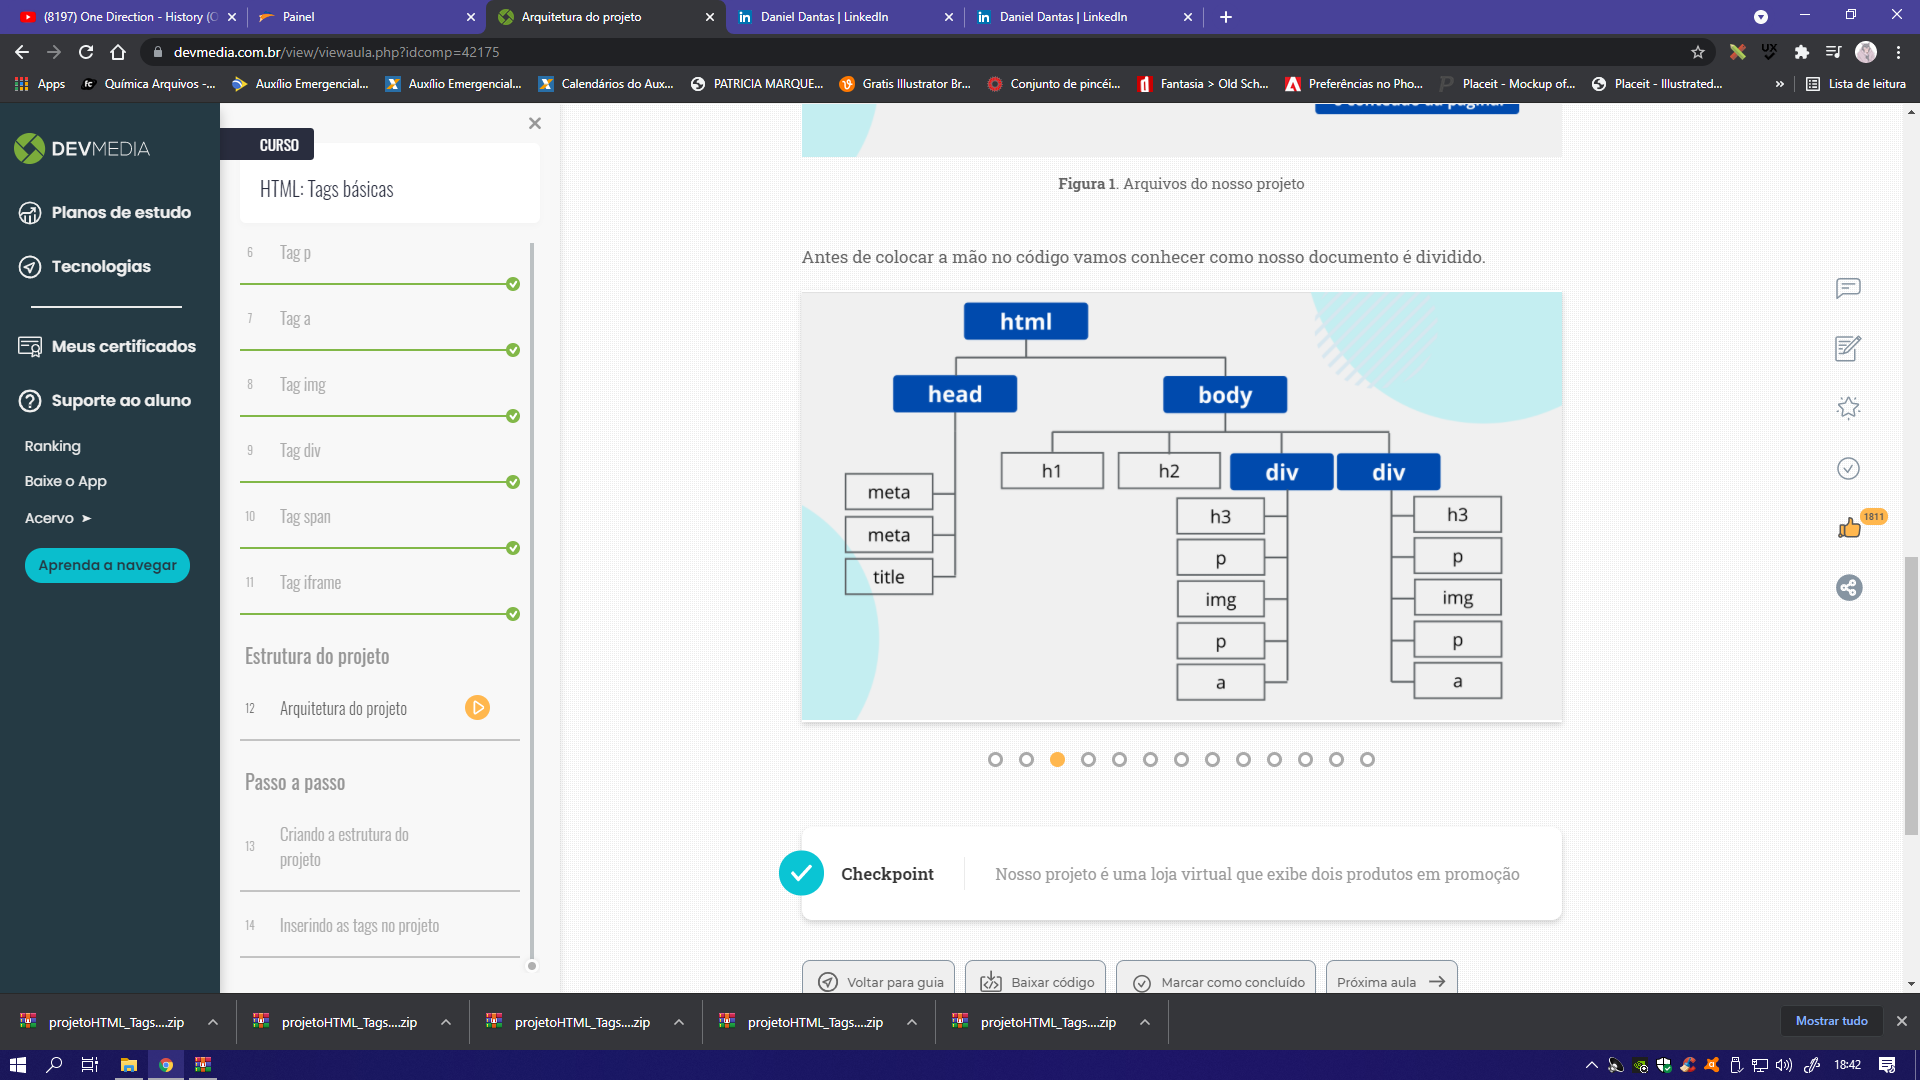 (8197) One Direction - History (O
Painel
Arquitetura do projeto
Daniel Dantas | LinkedIn
Daniel Dantas | LinkedIn
devmedia.com.br/view/viewaula.php?idcomp=42175
Apps
Química Arquivos -...
Auxílio Emergencial...
Auxílio Emergencial...
Calendários do Aux...
PATRICIA MARQUE...
Gratis Illustrator Br...
Conjunto de pincéi...
Fantasia > Old Sch...
Preferências no Pho...
Placeit - Mockup of...
Placeit - Illustrated...
»
Lista de leitura
DEVMEDIA
Planos de estudo
Tecnologias
Meus certificados
Suporte ao aluno
Ranking
Baixe o App
Acervo ➤
Aprenda a navegar
CURSO
HTML: Tags básicas
6 Tag p
7 Tag a
8 Tag img
9 Tag div
10 Tag span
11 Tag iframe
Estrutura do projeto
12 Arquitetura do projeto
Passo a passo
13 Criando a estrutura do
projeto
14 Inserindo as tags no projeto
Figura 1. Arquivos do nosso projeto
Antes de colocar a mão no código vamos conhecer como nosso documento é dividido.
html
head
body
h1
h2
div
div
meta
meta
title
h3
p
img
p
a
h3
p
img
p
a
1811
Checkpoint
Nosso projeto é uma loja virtual que exibe dois produtos em promoção
Voltar para guia
Baixar código
Marcar como concluído
Próxima aula
projetoHTML_Tags....zip
projetoHTML_Tags....zip
projetoHTML_Tags....zip
projetoHTML_Tags....zip
projetoHTML_Tags....zip
Mostrar tudo
18:42